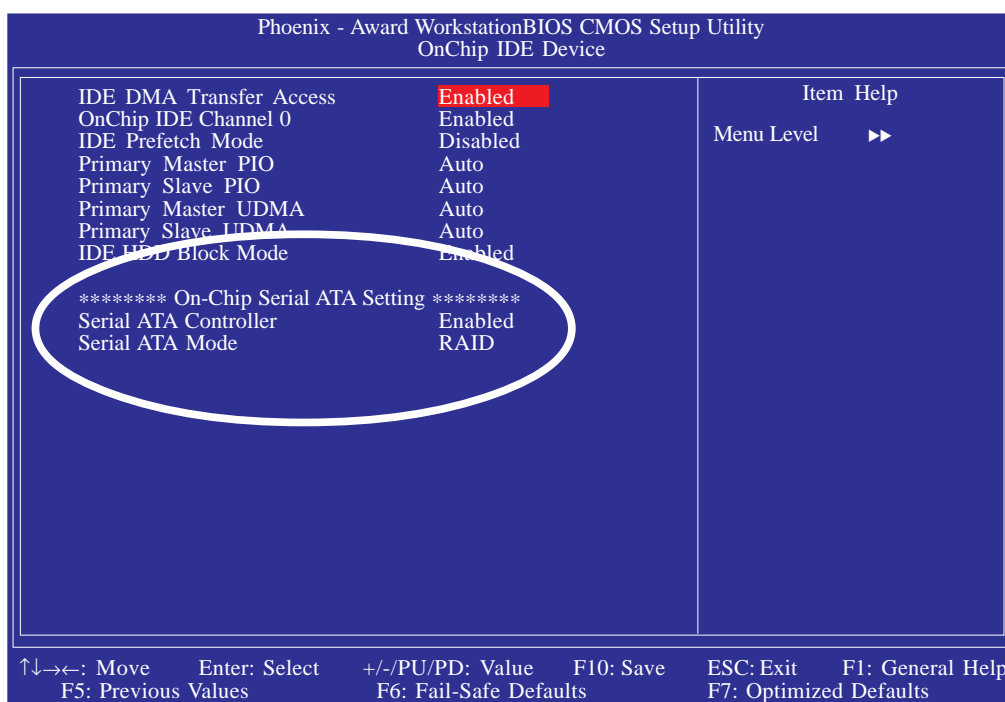 Phoenix - Award WorkstationBIOS CMOS Setup Utility
OnChip IDE Device
IDE DMA Transfer Access Enabled
OnChip IDE Channel 0 Enabled
IDE Prefetch Mode Disabled
Primary Master PIO Auto
Primary Slave PIO Auto
Primary Master UDMA Auto
Primary Slave UDMA Auto
IDE HDD Block Mode Enabled
******** On-Chip Serial ATA Setting ********
Serial ATA Controller Enabled
Serial ATA Mode RAID
Item Help
Menu Level ▶▶
↑↓→←: Move Enter: Select +/-/PU/PD: Value F10: Save ESC: Exit F1: General Help
F5: Previous Values F6: Fail-Safe Defaults F7: Optimized Defaults